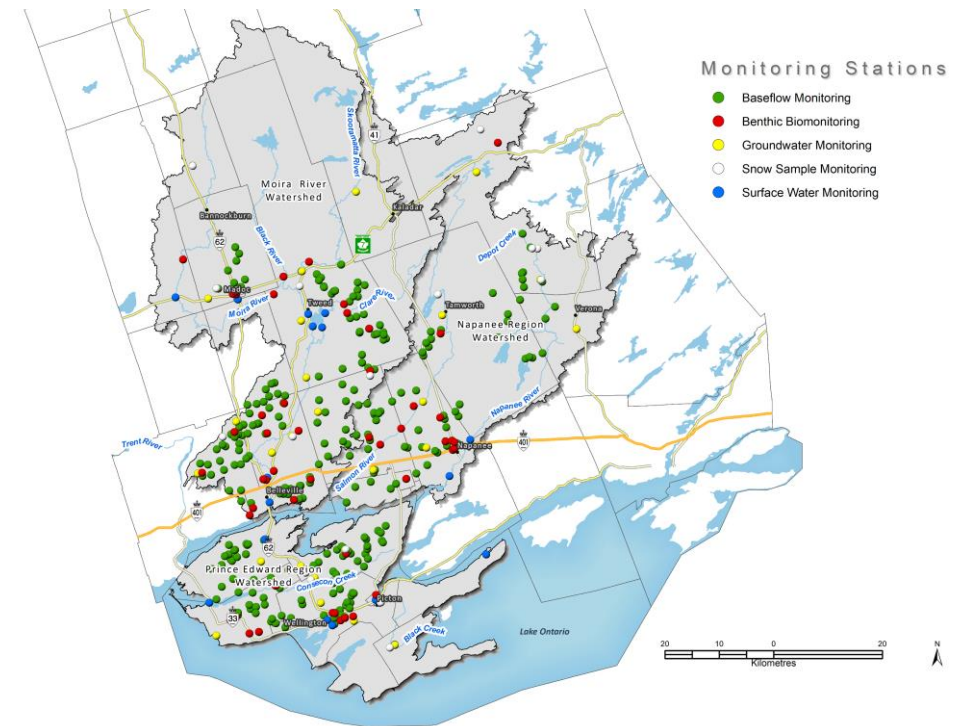 Monitoring Stations
Baseflow Monitoring
Benthic Biomonitoring
Groundwater Monitoring
Snow Sample Monitoring
Surface Water Monitoring
Skootamatta River
41
Moira River
Watershed
Kaladar
Bannockburn
62
Black River
Depot Creek
Madoc
Moira River
Tweed
Clare River
Tamworth
Verona
Napanee Region
Watershed
Napanee River
Trent River
401
Napanee
Salmon River
Belleville
401
62
Prince Edward Region
Watershed
Consecon Creek
33
Wellington
Picton
Black Creek
Lake Ontario
20 10 0 20
Kilometres
N